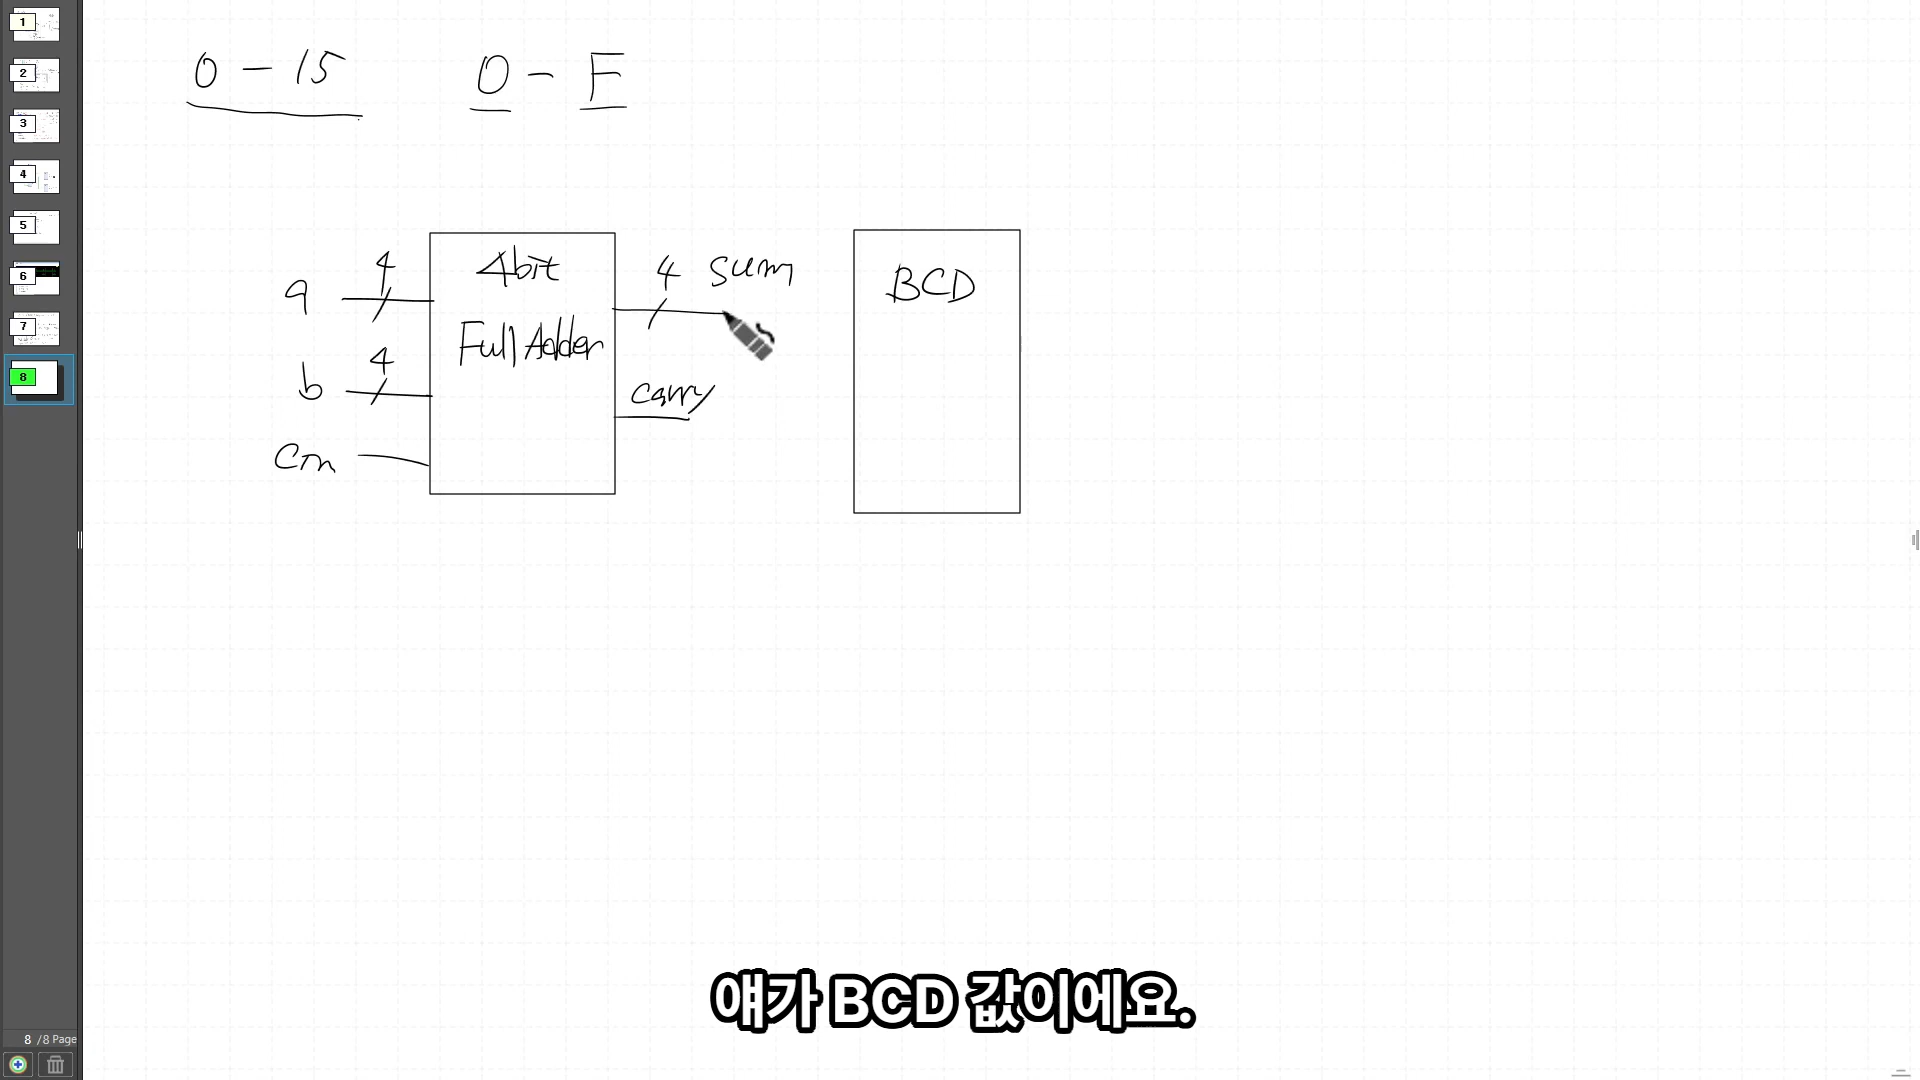 1
2
3
4
5
6
7
8
0 - 15 0 - F
4 4bit 4 sum BCD
a
Full Adder
4
b carry
Cin
얘가 BCD 값이에요.
8 /8 Page